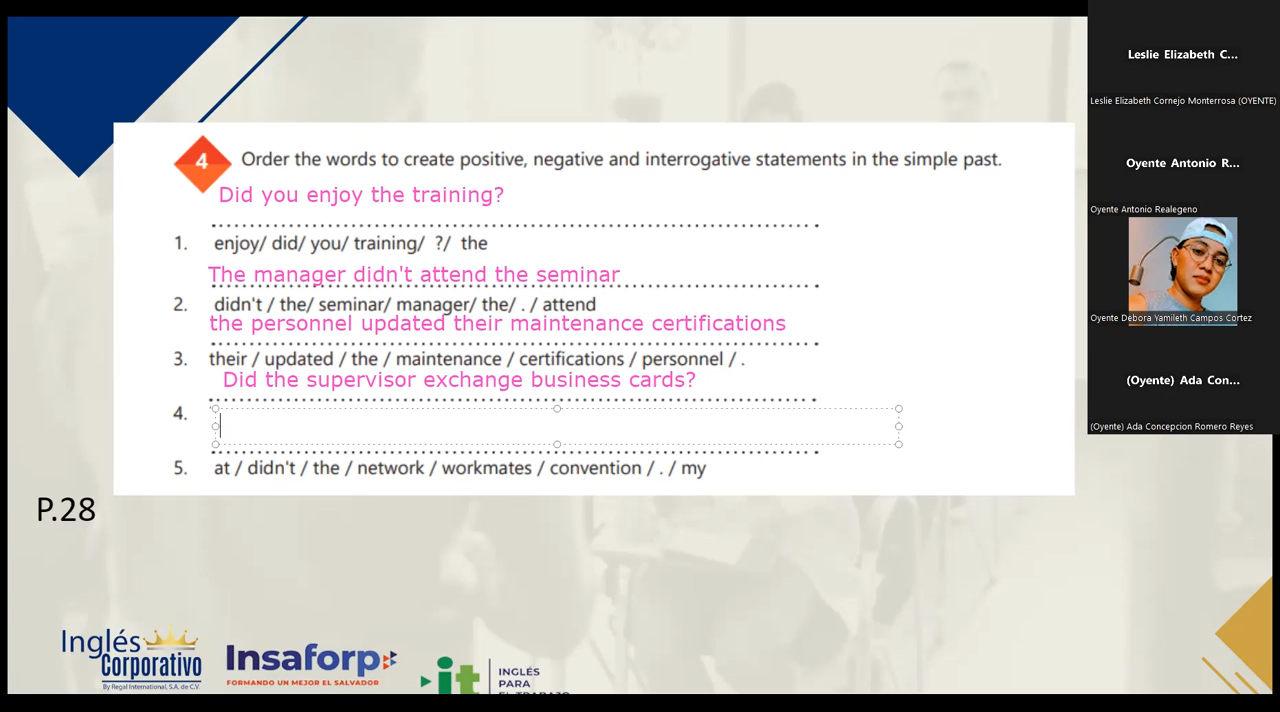 4 Order the words to create positive, negative and interrogative statements in the simple past.
Did you enjoy the training?
1. enjoy/ did/ you/ training/ ?/ the
The manager didn't attend the seminar
2. didn't / the/ seminar/ manager/ the/ . / attend
the personnel updated their maintenance certifications
3. their / updated / the / maintenance / certifications / personnel / .
Did the supervisor exchange business cards?
4.
5. at / didn't / the / network / workmates / convention / . / my
P.28
Inglés
Corporativo
By Regal International, S.A. de C.V.
Insaforp
FORMANDO UN MEJOR EL SALVADOR
it
INGLÉS
PARA
EL TRABAJO
Leslie Elizabeth C...
Leslie Elizabeth Cornejo Monterrosa (OYENTE)
Oyente Antonio R...
Oyente Antonio Realegeno
Oyente Debora Yamileth Campos Cortez
(Oyente) Ada Con...
(Oyente) Ada Concepcion Romero Reyes